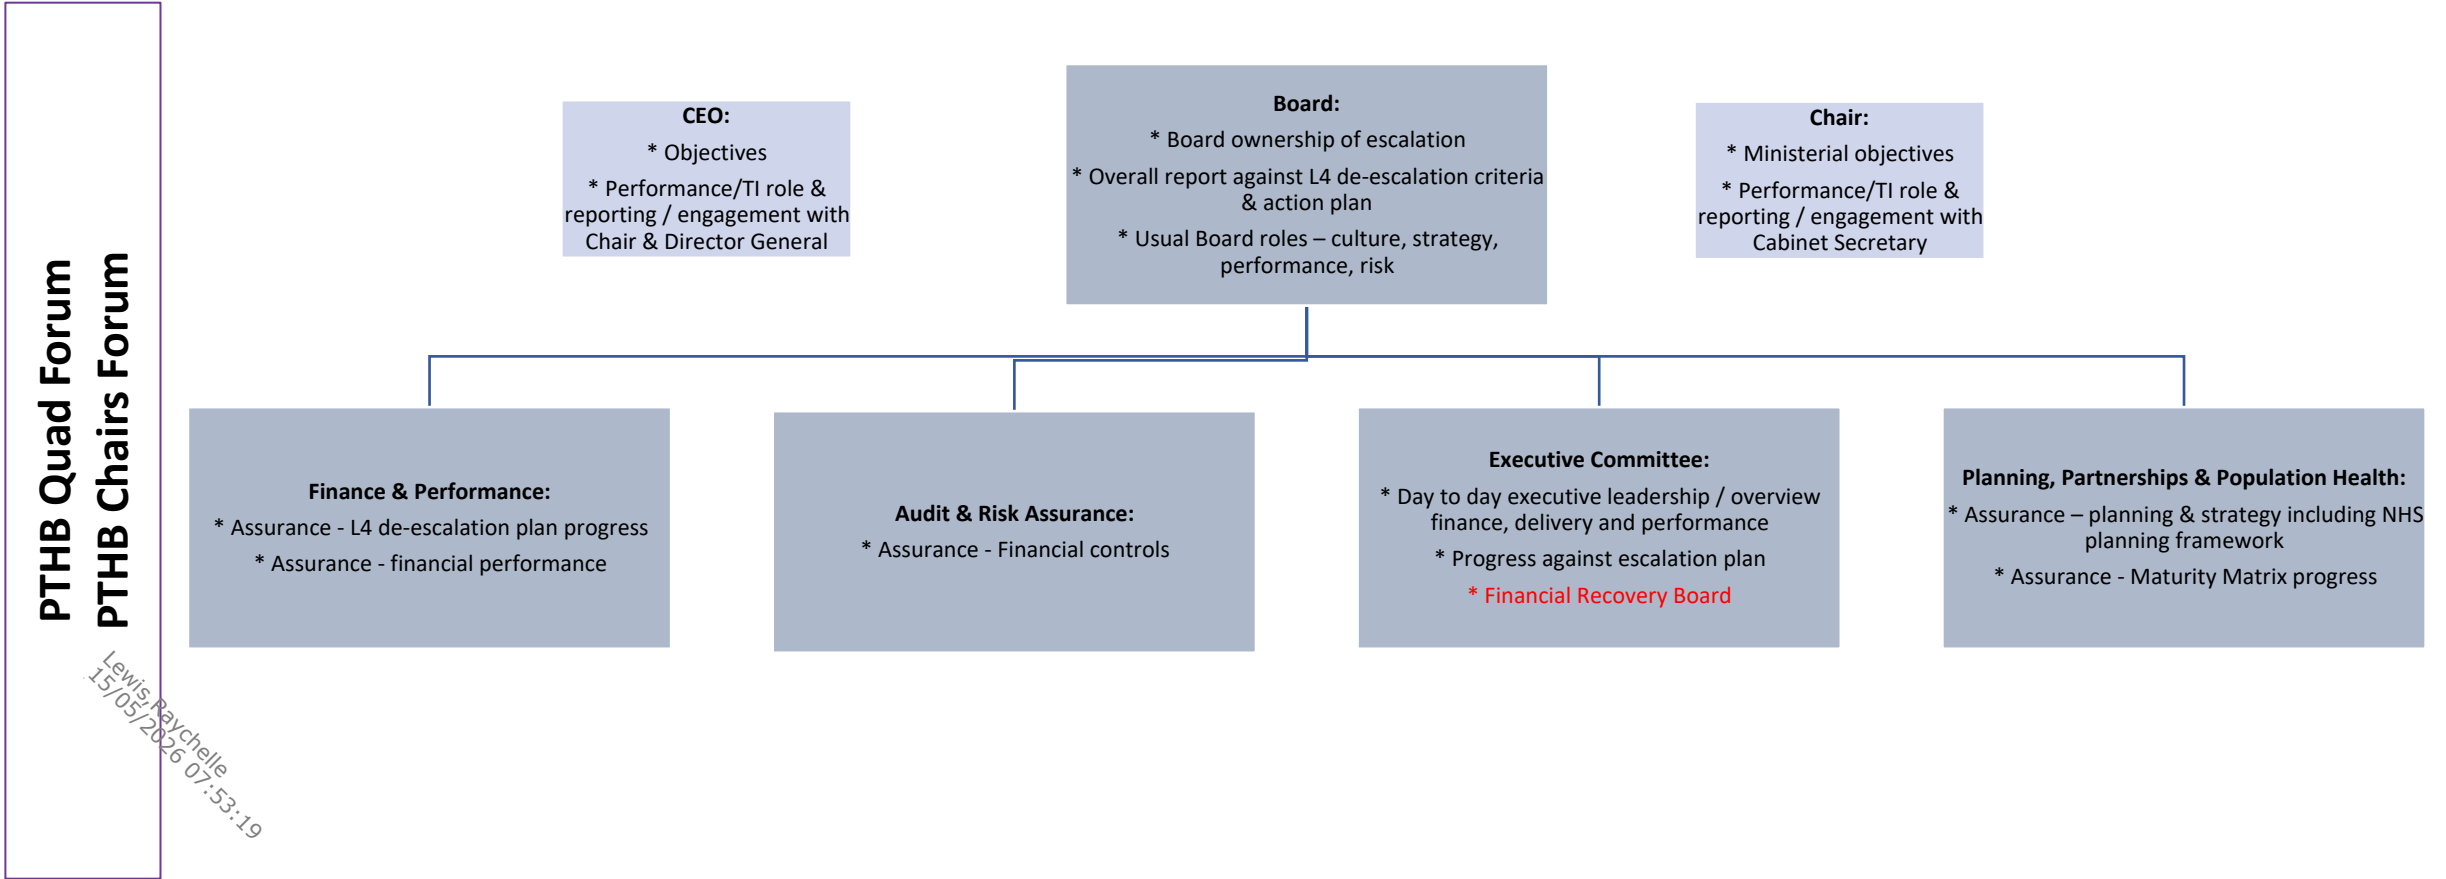 PTHB Quad Forum
PTHB Chairs Forum
CEO:
* Objectives
* Performance/TI role &
reporting / engagement with
Chair & Director General
Board:
* Board ownership of escalation
* Overall report against L4 de-escalation criteria
& action plan
* Usual Board roles – culture, strategy,
performance, risk
Chair:
* Ministerial objectives
* Performance/TI role &
reporting / engagement with
Cabinet Secretary
Finance & Performance:
* Assurance - L4 de-escalation plan progress
* Assurance - financial performance
Audit & Risk Assurance:
* Assurance - Financial controls
Executive Committee:
* Day to day executive leadership / overview
finance, delivery and performance
* Progress against escalation plan
* Financial Recovery Board
Planning, Partnerships & Population Health:
* Assurance – planning & strategy including NHS
planning framework
* Assurance - Maturity Matrix progress
Lewis,Raychelle
15/05/2026 07:53:19